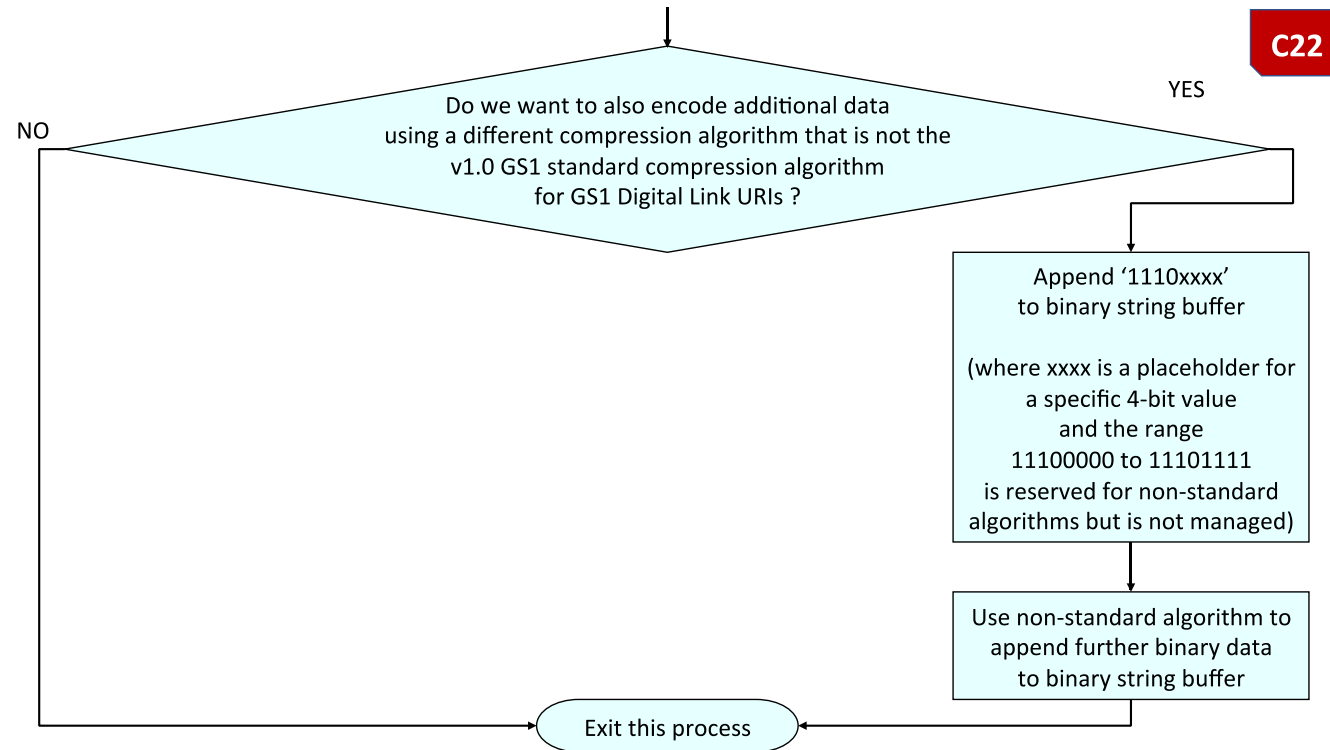 C22
Do we want to also encode additional data
using a different compression algorithm that is not the
v1.0 GS1 standard compression algorithm
for GS1 Digital Link URIs ?
YES
NO
Append ‘1110xxxx’
to binary string buffer
(where xxxx is a placeholder for
a specific 4-bit value
and the range
11100000 to 11101111
is reserved for non-standard
algorithms but is not managed)
Use non-standard algorithm to
append further binary data
to binary string buffer
Exit this process